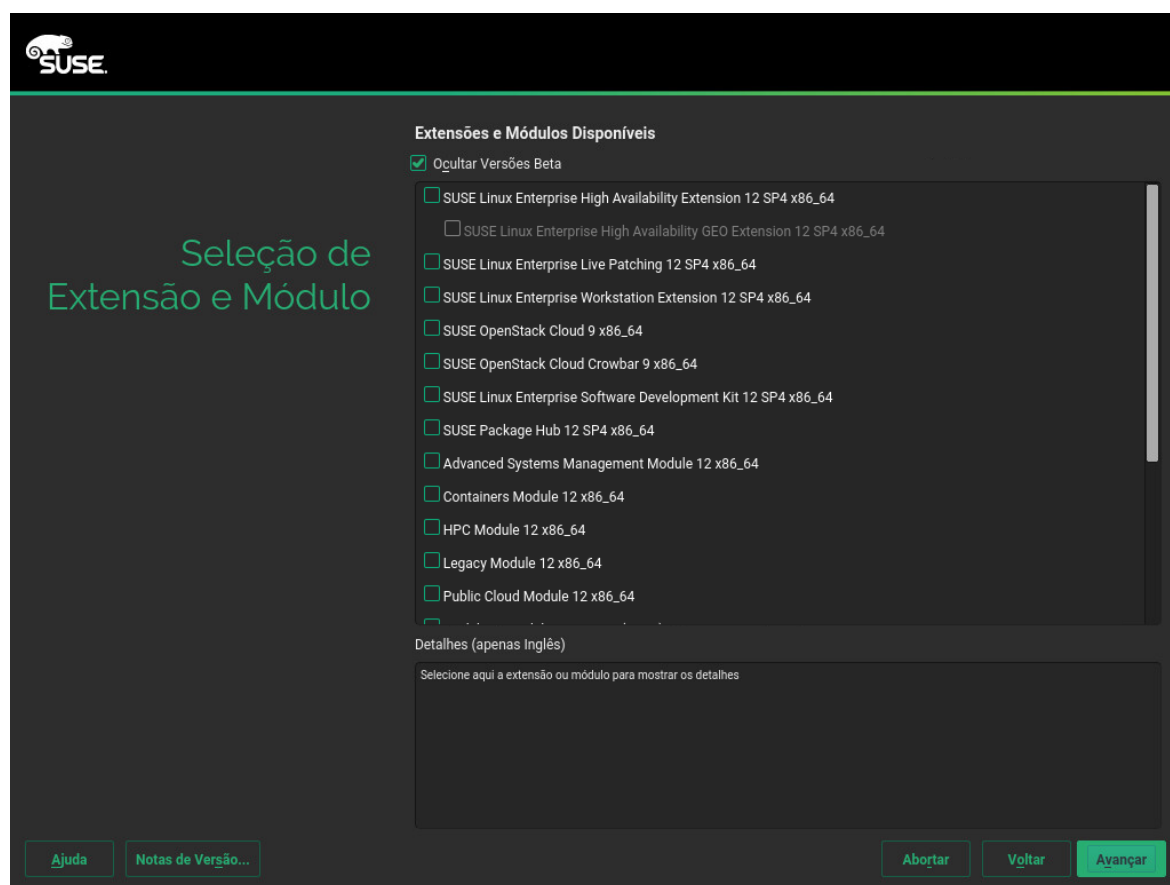 SUSE.
Seleção de
Extensão e Módulo
Extensões e Módulos Disponíveis
Ocultar Versões Beta
SUSE Linux Enterprise High Availability Extension 12 SP4 x86_64
SUSE Linux Enterprise High Availability GEO Extension 12 SP4 x86_64
SUSE Linux Enterprise Live Patching 12 SP4 x86_64
SUSE Linux Enterprise Workstation Extension 12 SP4 x86_64
SUSE OpenStack Cloud 9 x86_64
SUSE OpenStack Cloud Crowbar 9 x86_64
SUSE Linux Enterprise Software Development Kit 12 SP4 x86_64
SUSE Package Hub 12 SP4 x86_64
Advanced Systems Management Module 12 x86_64
Containers Module 12 x86_64
HPC Module 12 x86_64
Legacy Module 12 x86_64
Public Cloud Module 12 x86_64
Detalhes (apenas Inglês)
Selecione aqui a extensão ou módulo para mostrar os detalhes
Ajuda
Notas de Versão...
Abortar
Voltar
Avançar